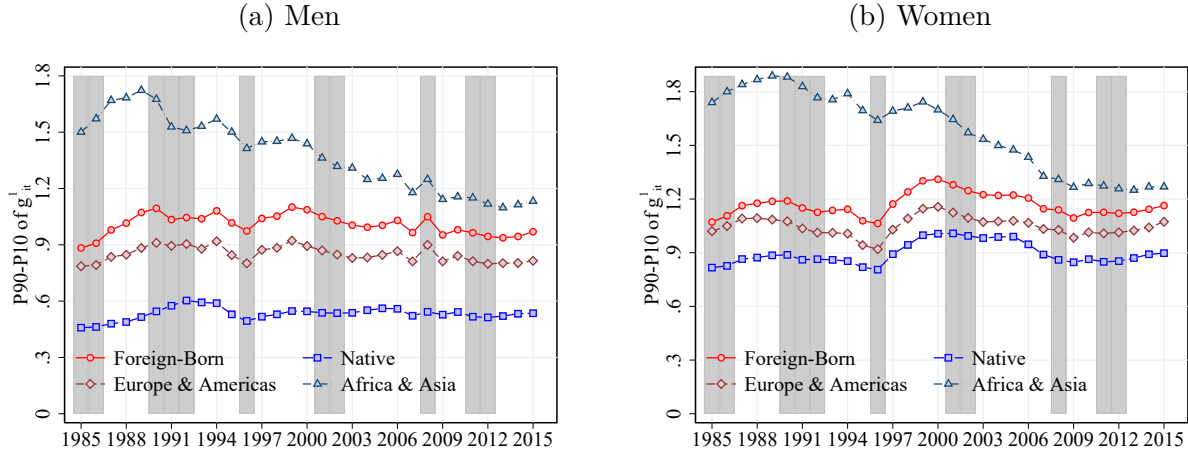 (a) Men
P90-P10 of g¹ᵢₜ
1.8
1.5
1.2
.9
.6
.3
0
Foreign-Born
Native
Europe & Americas
Africa & Asia
1985 1988 1991 1994 1997 2000 2003 2006 2009 2012 2015
(b) Women
P90-P10 of g¹ᵢₜ
1.8
1.5
1.2
.9
.6
.3
0
Foreign-Born
Native
Europe & Americas
Africa & Asia
1985 1988 1991 1994 1997 2000 2003 2006 2009 2012 2015